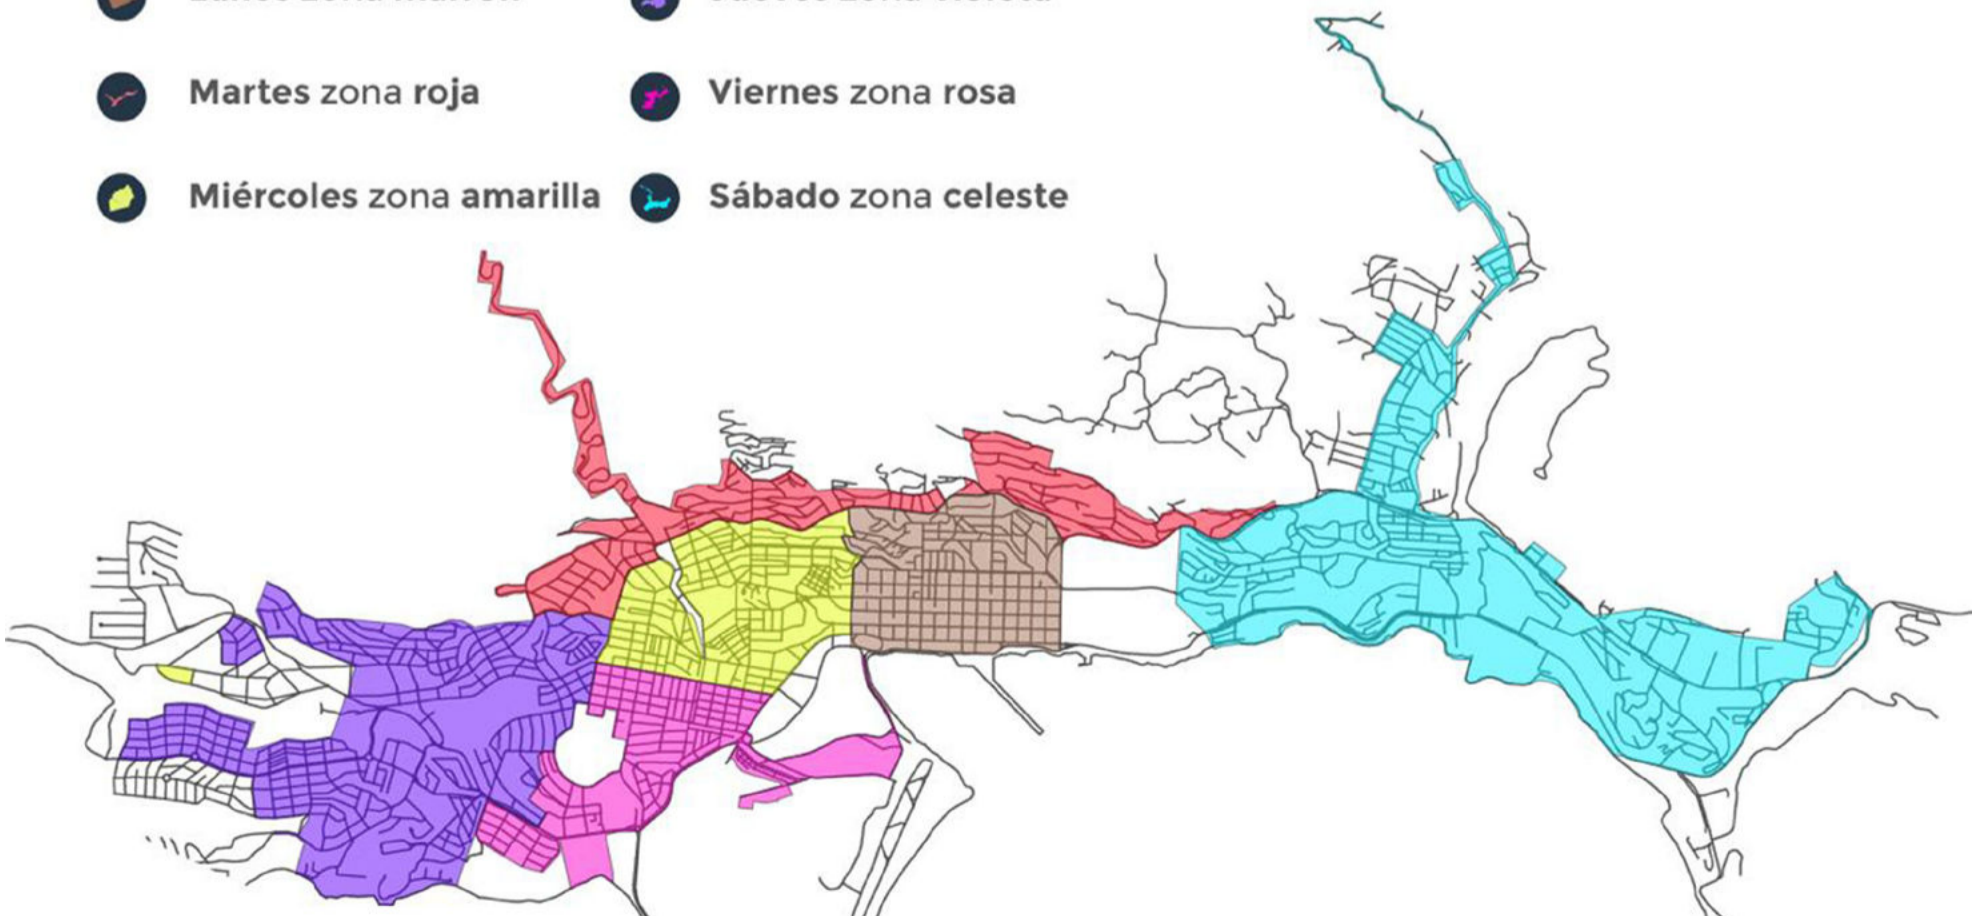 Martes zona roja
Viernes zona rosa
Miércoles zona amarilla
Sábado zona celeste